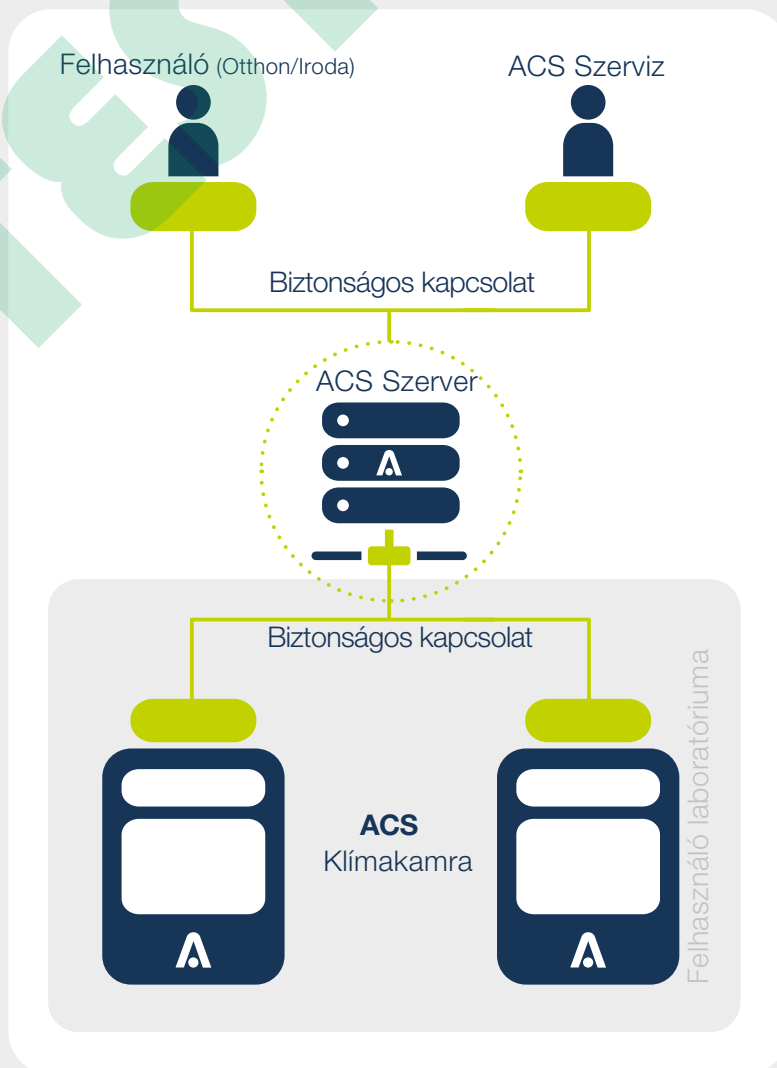 Felhasználó (Otthon/Iroda)
ACS Szerviz
Biztonságos kapcsolat
ACS Szerver
Biztonságos kapcsolat
ACS
Klímakamra
Felhasználó laboratóriuma